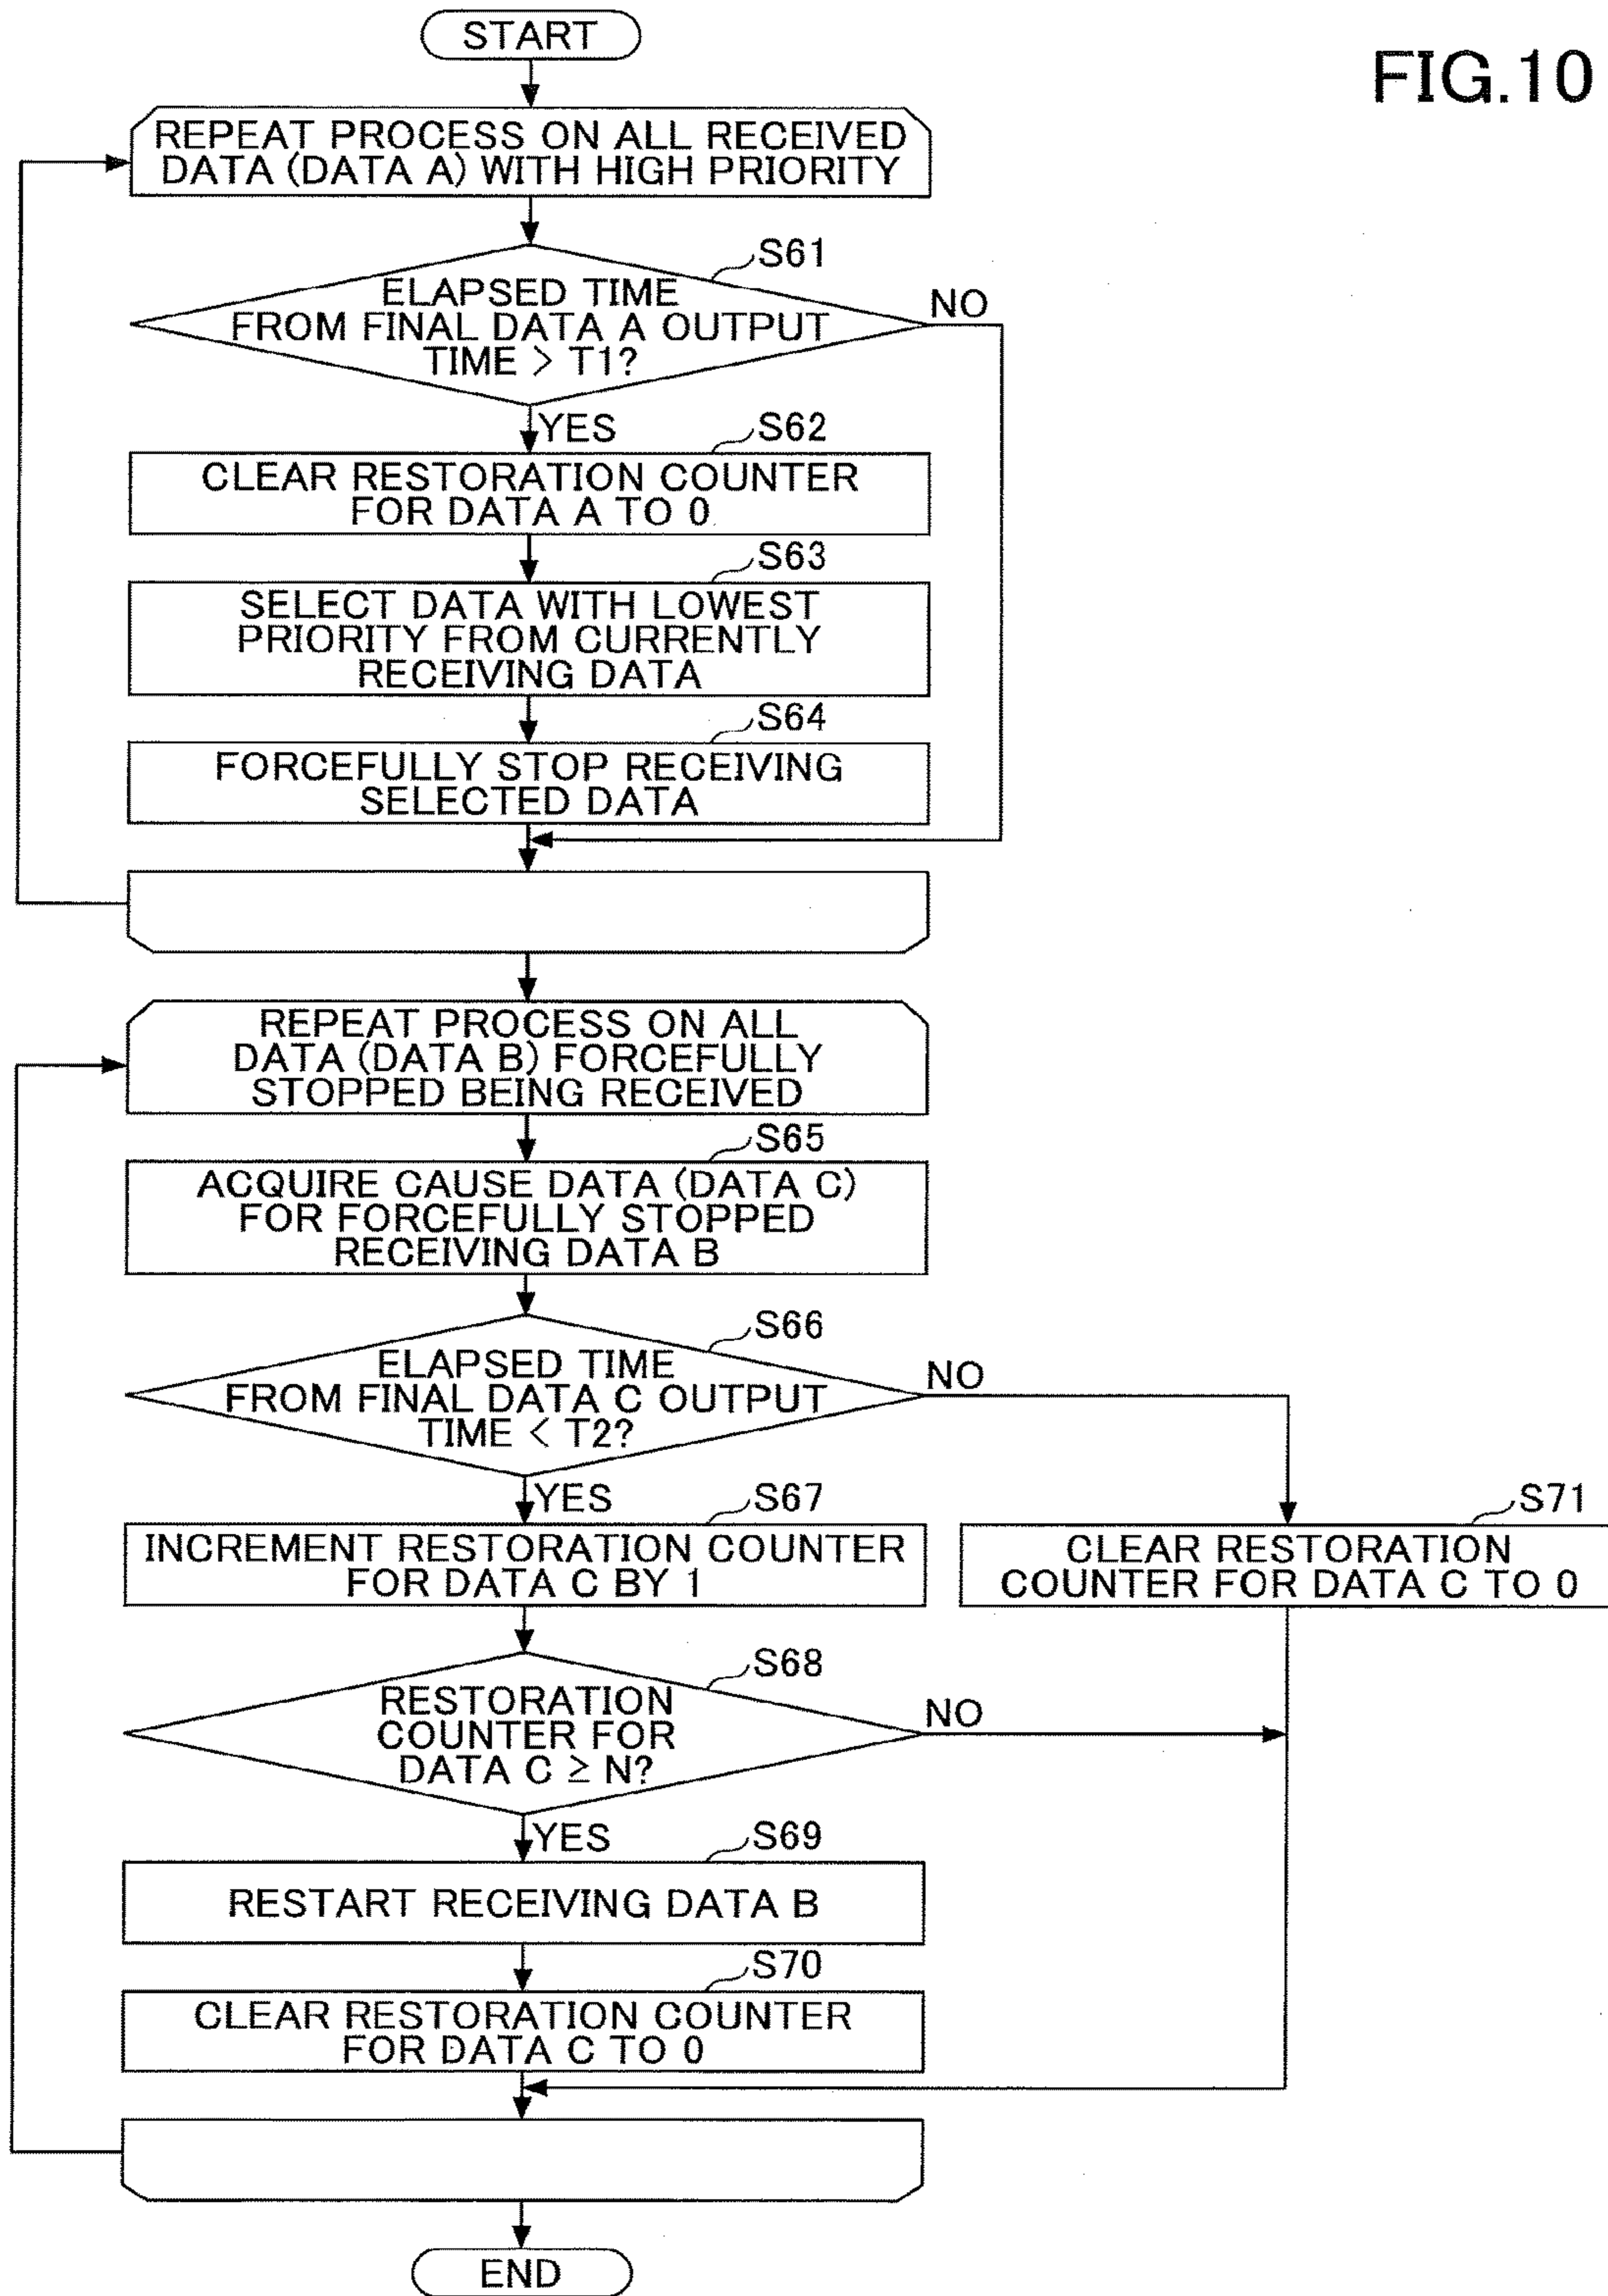 START
FIG.10
REPEAT PROCESS ON ALL RECEIVED
DATA (DATA A) WITH HIGH PRIORITY
S61
ELAPSED TIME
FROM FINAL DATA A OUTPUT
TIME > T1?
NO
YES
S62
CLEAR RESTORATION COUNTER
FOR DATA A TO 0
S63
SELECT DATA WITH LOWEST
PRIORITY FROM CURRENTLY
RECEIVING DATA
S64
FORCEFULLY STOP RECEIVING
SELECTED DATA
REPEAT PROCESS ON ALL
DATA (DATA B) FORCEFULLY
STOPPED BEING RECEIVED
S65
ACQUIRE CAUSE DATA (DATA C)
FOR FORCEFULLY STOPPED
RECEIVING DATA B
S66
ELAPSED TIME
FROM FINAL DATA C OUTPUT
TIME < T2?
NO
YES
S67
INCREMENT RESTORATION COUNTER
FOR DATA C BY 1
S71
CLEAR RESTORATION
COUNTER FOR DATA C TO 0
S68
RESTORATION
COUNTER FOR
DATA C ≥ N?
NO
YES
S69
RESTART RECEIVING DATA B
S70
CLEAR RESTORATION COUNTER
FOR DATA C TO 0
END